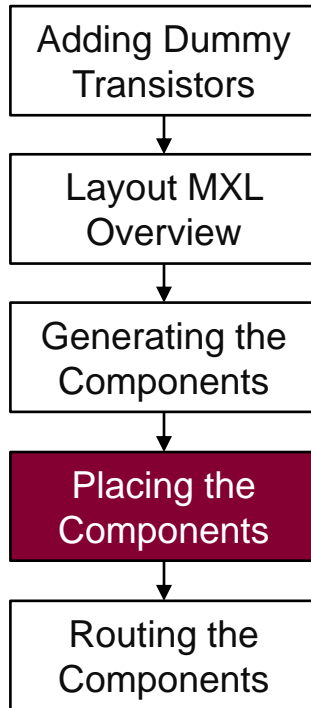 Adding Dummy
Transistors
Layout MXL
Overview
Generating the
Components
Placing the
Components
Routing the
Components